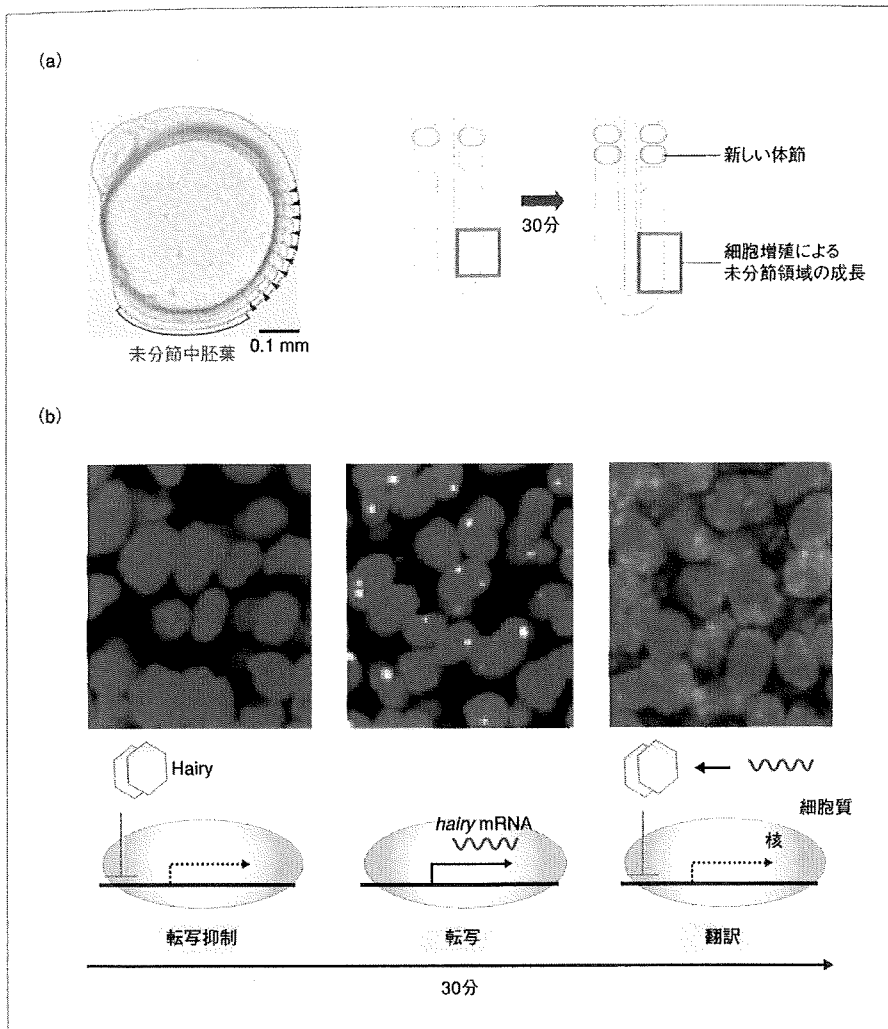 (a)
新しい体節
30分
細胞増殖による
未分節領域の成長
未分節中胚葉
0.1 mm
(b)
Hairy
hairy mRNA
細胞質
核
転写抑制
転写
翻訳
30分